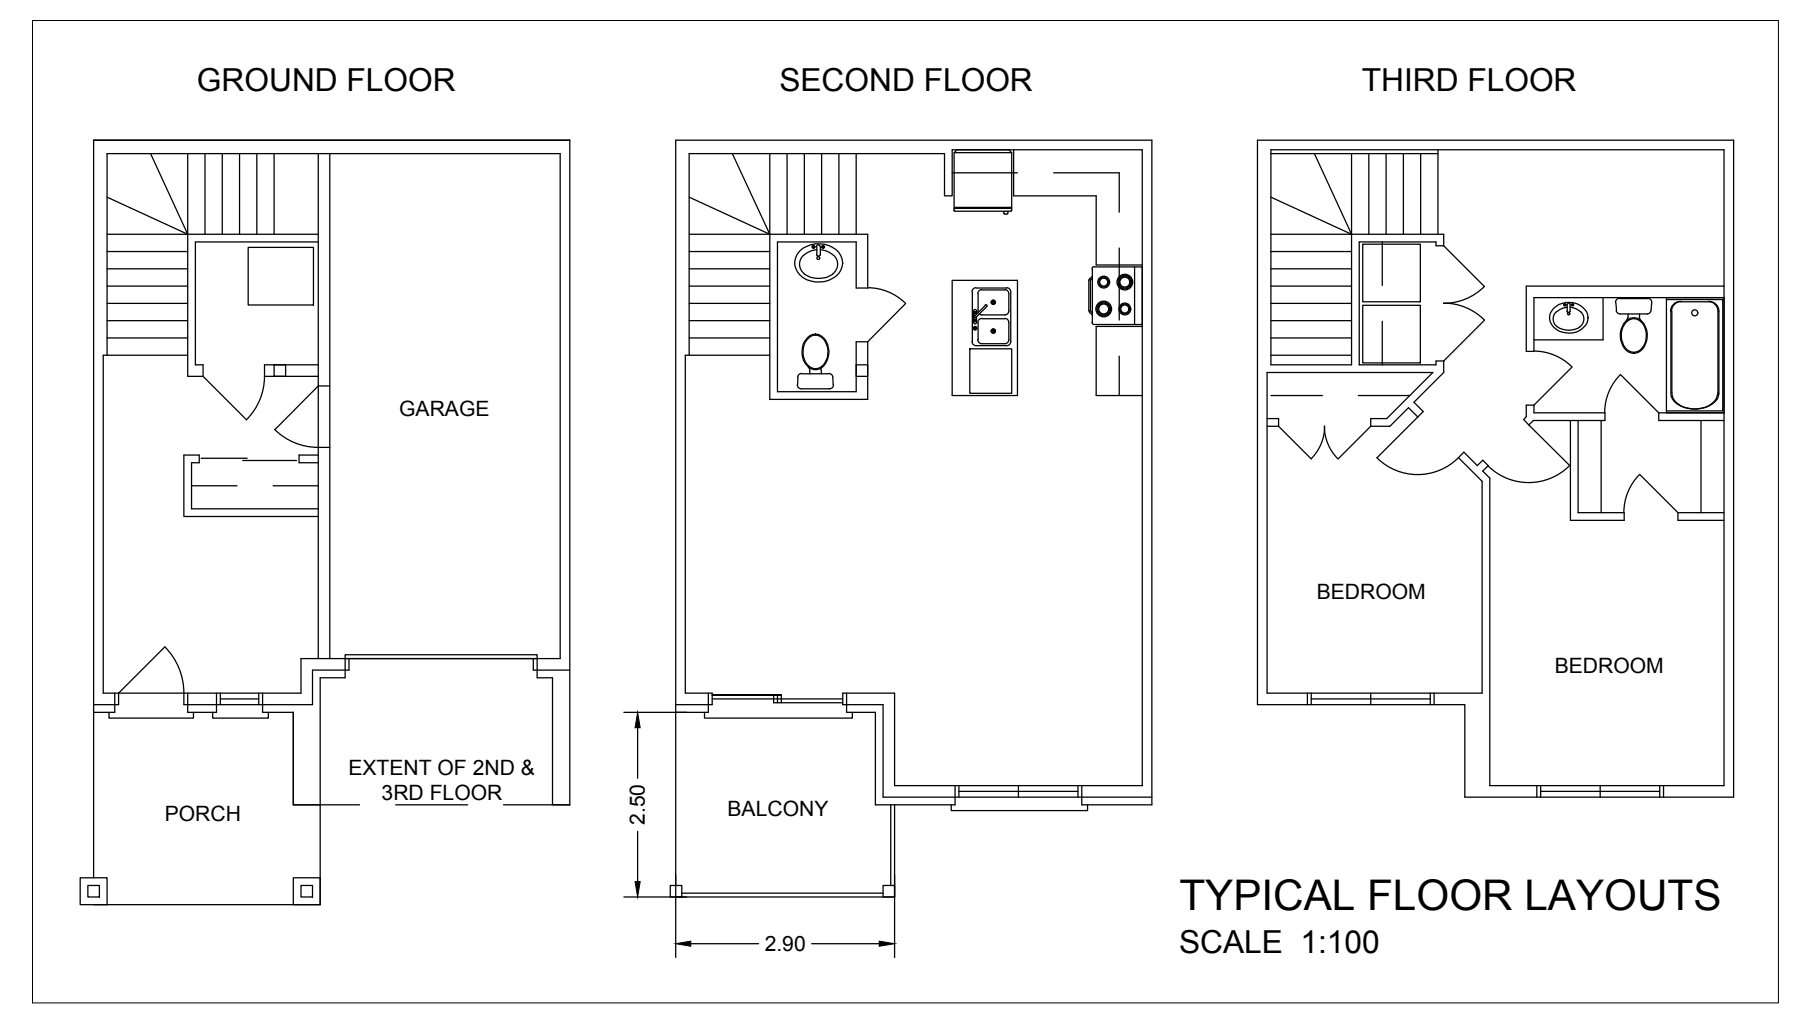 GROUND FLOOR
SECOND FLOOR
THIRD FLOOR
GARAGE
EXTENT OF 2ND &
3RD FLOOR
PORCH
2.50
BALCONY
2.90
BEDROOM
BEDROOM
TYPICAL FLOOR LAYOUTS
SCALE 1:100